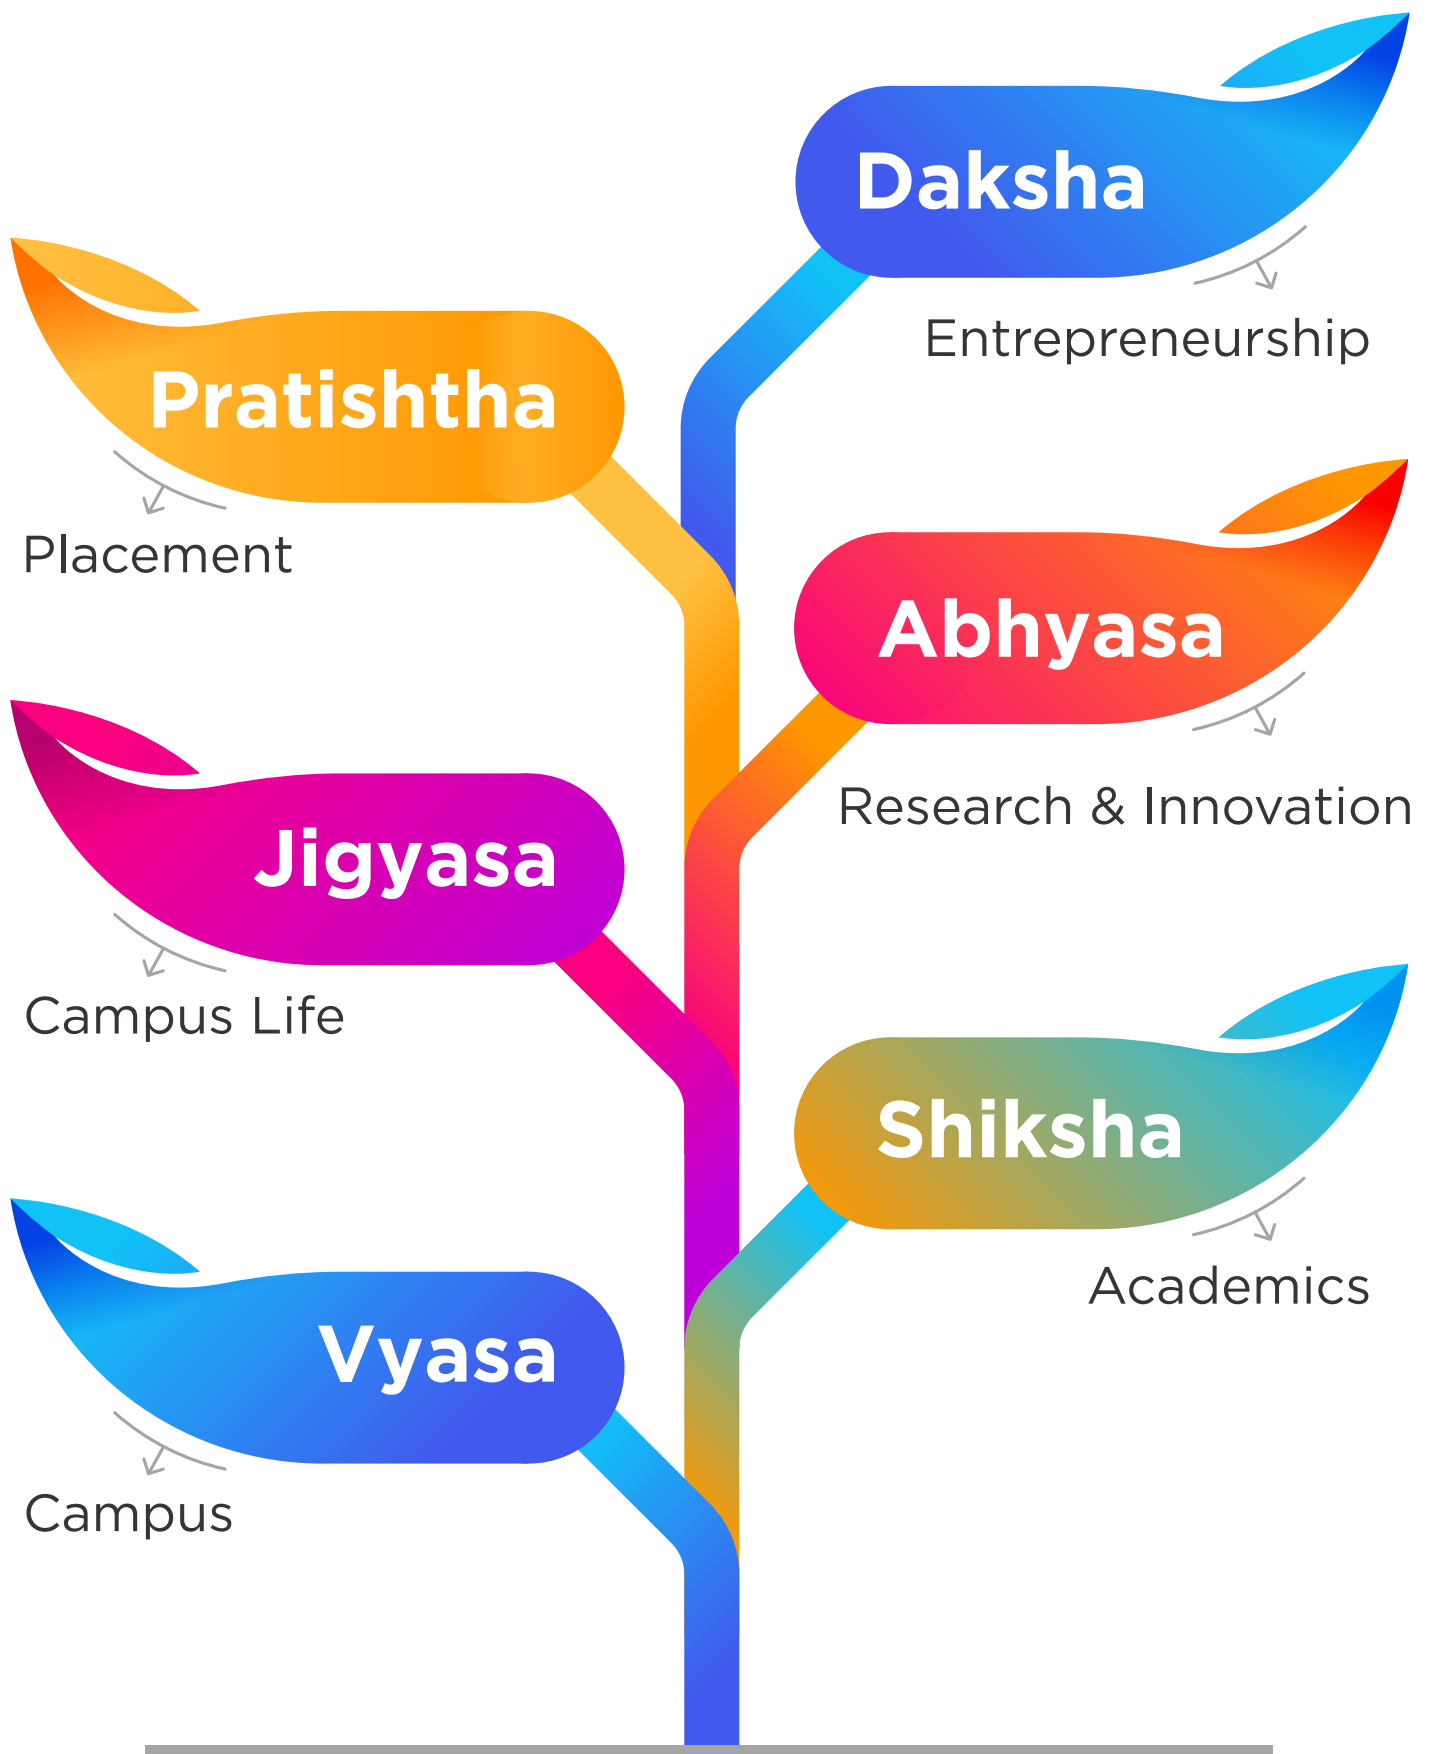 Daksha
Entrepreneurship
Pratishtha
Placement
Abhyasa
Research & Innovation
Jigyasa
Campus Life
Shiksha
Academics
Vyasa
Campus